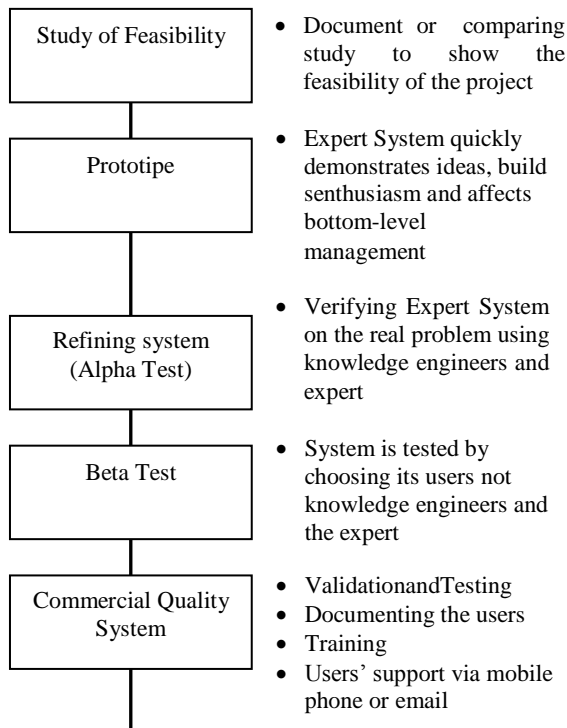 Study of Feasibility
• Document or comparing
study to show the
feasibility of the project
Prototipe
• Expert System quickly
demonstrates ideas, build
senthusiasm and affects
bottom-level
management
Refining system
(Alpha Test)
• Verifying Expert System
on the real problem using
knowledge engineers and
expert
Beta Test
• System is tested by
choosing its users not
knowledge engineers and
the expert
Commercial Quality
System
• ValidationandTesting
• Documenting the users
• Training
• Users’ support via mobile
phone or email